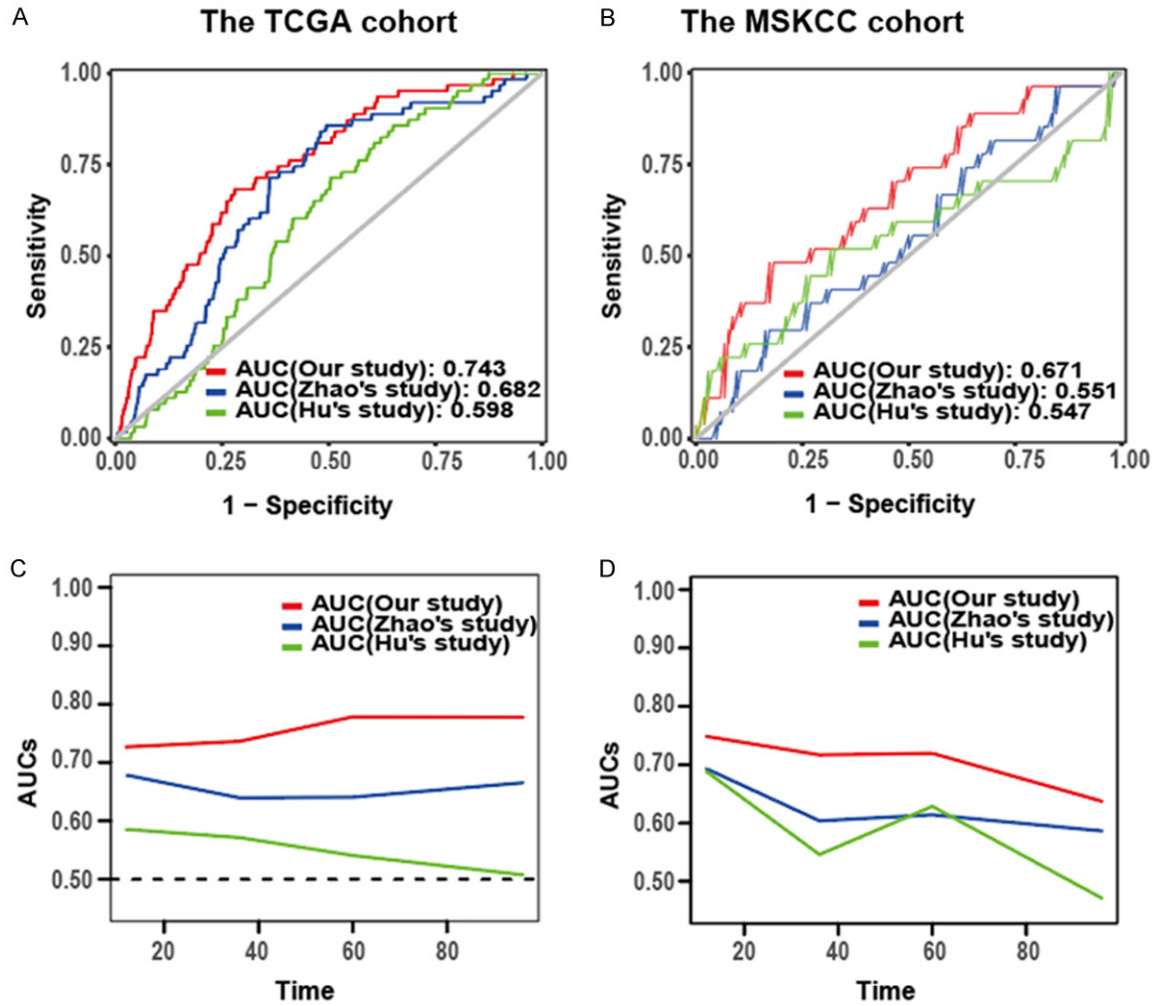 A
The TCGA cohort
1.00
0.75
0.50
0.25
0.00
Sensitivity
AUC(Our study): 0.743
AUC(Zhao's study): 0.682
AUC(Hu's study): 0.598
0.00 0.25 0.50 0.75 1.00
1 − Specificity
B
The MSKCC cohort
1.00
0.75
0.50
0.25
0.00
Sensitivity
AUC(Our study): 0.671
AUC(Zhao's study): 0.551
AUC(Hu's study): 0.547
0.00 0.25 0.50 0.75 1.00
1 − Specificity
C
1.00
0.90
0.80
0.70
0.60
0.50
AUCs
AUC(Our study)
AUC(Zhao's study)
AUC(Hu's study)
20 40 60 80
Time
D
1.00
0.90
0.80
0.70
0.60
0.50
AUCs
AUC(Our study)
AUC(Zhao's study)
AUC(Hu's study)
20 40 60 80
Time